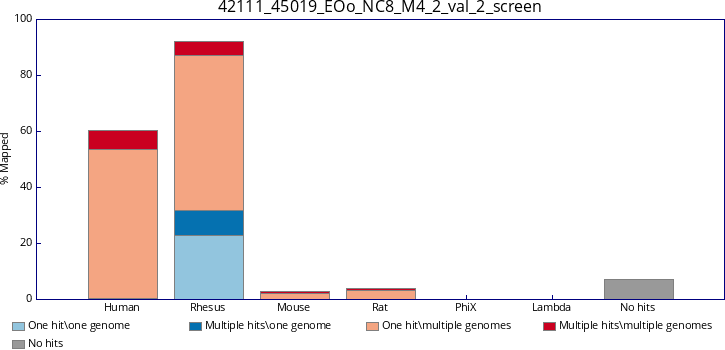 42111_45019_EOo_NC8_M4_2_val_2_screen
100
80
60
40
20
0
% Mapped
Human Rhesus Mouse Rat PhiX Lambda No hits
One hit\one genome Multiple hits\one genome One hit\multiple genomes Multiple hits\multiple genomes
No hits